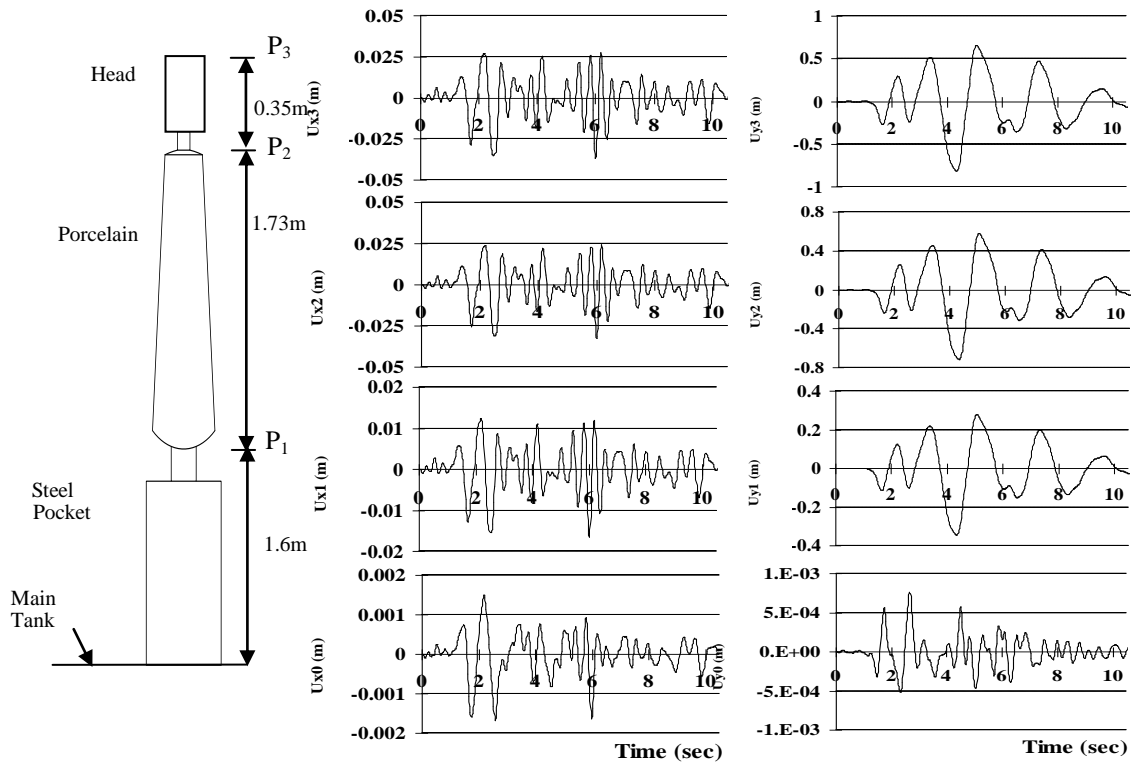 P3
Head
0.35m
P2
1.73m
Porcelain
P1
Steel
Pocket
1.6m
Main
Tank
Ux3 (m)
0.05
0.025
0
-0.025
-0.05
0 2 4 6 8 10
Uy3 (m)
1
0.5
0
-0.5
-1
0 2 4 6 8 10
Ux2 (m)
0.05
0.025
0
-0.025
-0.05
0 2 4 6 8 10
Uy2 (m)
0.8
0.4
0
-0.4
-0.8
0 2 4 6 8 10
Ux1 (m)
0.02
0.01
0
-0.01
-0.02
0 2 4 6 8 10
Uy1 (m)
0.4
0.2
0
-0.2
-0.4
0 2 4 6 8 10
Ux0 (m)
0.002
0.001
0
-0.001
-0.002
0 2 4 6 8 10
Time (sec)
Uy0 (m)
1.E-03
5.E-04
0.E+00
-5.E-04
-1.E-03
0 2 4 6 8 10
Time (sec)